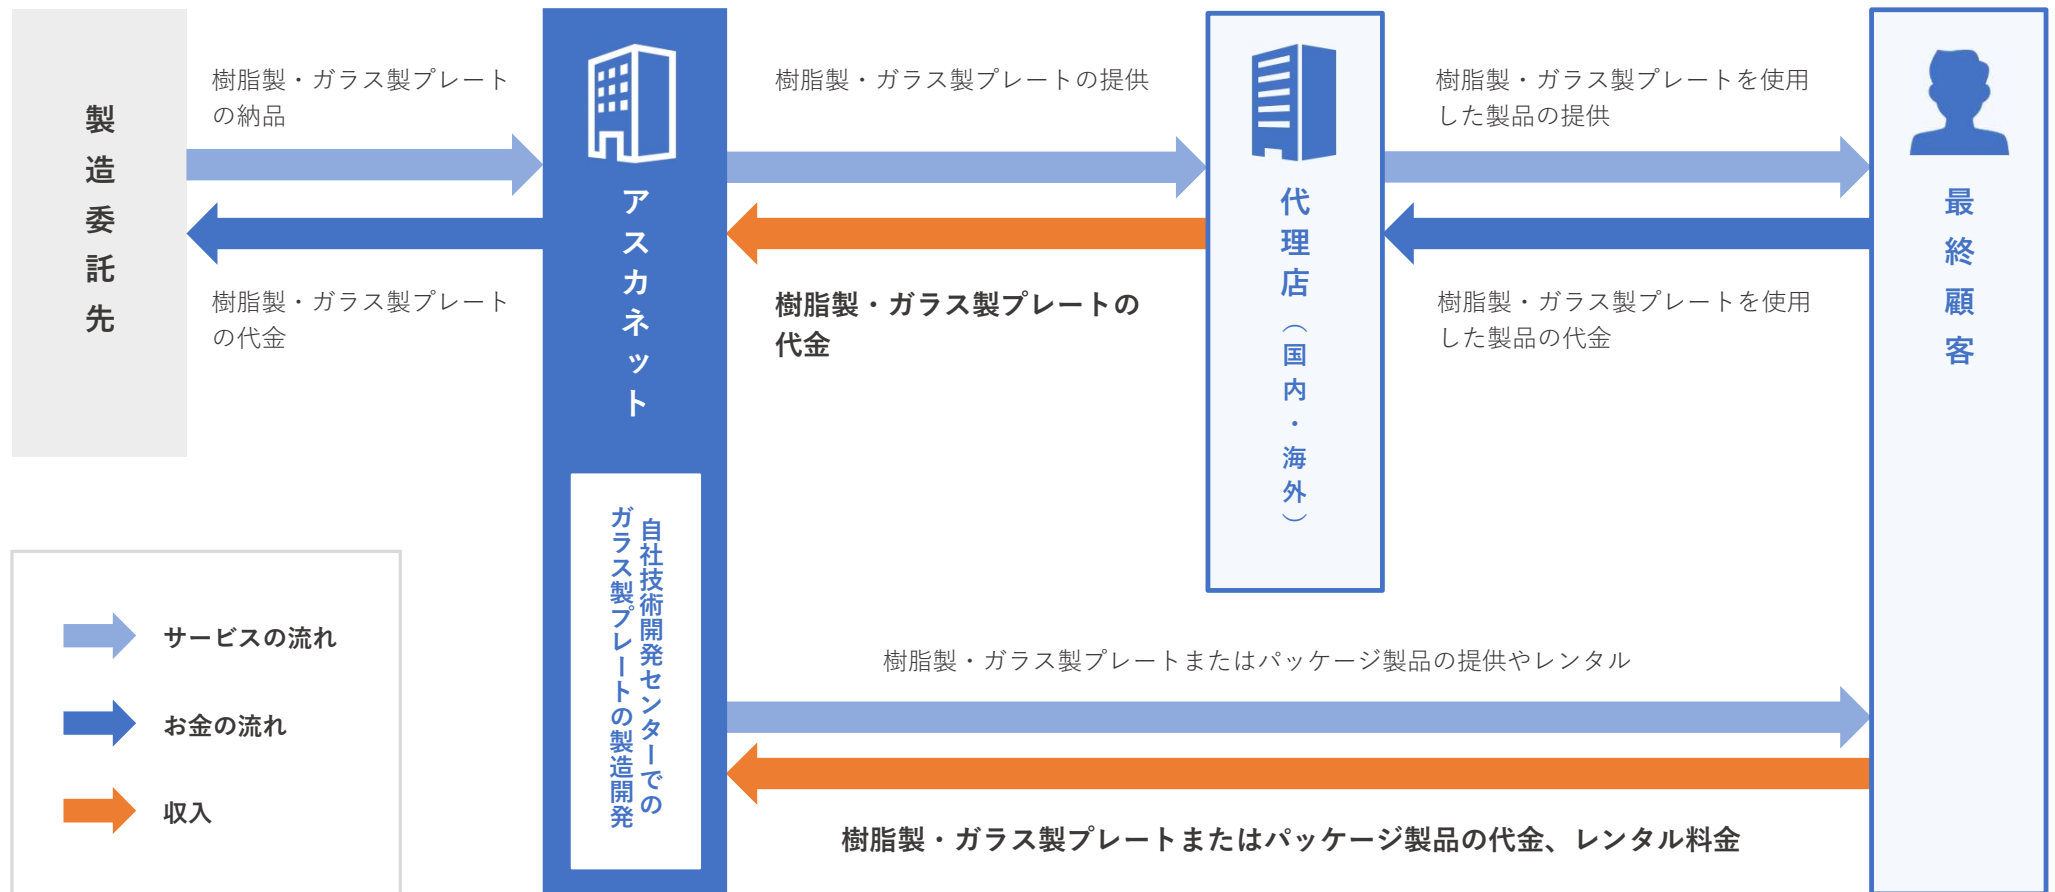 製造委託先
樹脂製・ガラス製プレート
の納品
樹脂製・ガラス製プレート
の代金
アスカネット
自社技術開発センターでの
ガラス製プレートの製造開発
樹脂製・ガラス製プレートの提供
樹脂製・ガラス製プレートの
代金
代理店（国内・海外）
樹脂製・ガラス製プレートを使用
した製品の提供
樹脂製・ガラス製プレートを使用
した製品の代金
最終顧客
樹脂製・ガラス製プレートまたはパッケージ製品の提供やレンタル
樹脂製・ガラス製プレートまたはパッケージ製品の代金、レンタル料金
サービスの流れ
お金の流れ
収入